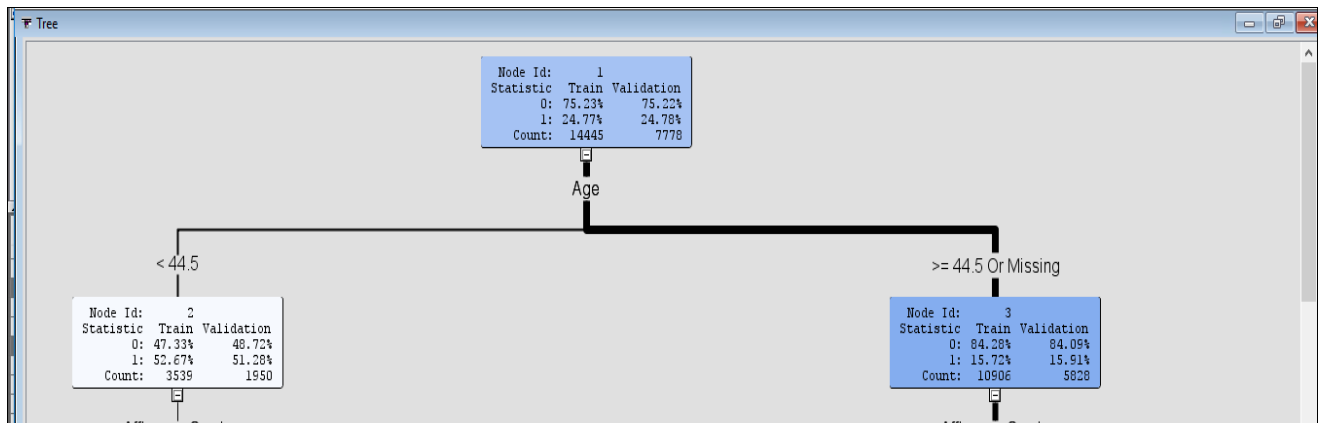 Tree
Node Id: 1
Statistic Train Validation
0: 75.23% 75.22%
1: 24.77% 24.78%
Count: 14445 7778
Age
< 44.5
>= 44.5 Or Missing
Node Id: 2
Statistic Train Validation
0: 47.33% 48.72%
1: 52.67% 51.28%
Count: 3539 1950
Node Id: 3
Statistic Train Validation
0: 84.28% 84.09%
1: 15.72% 15.91%
Count: 10906 5828